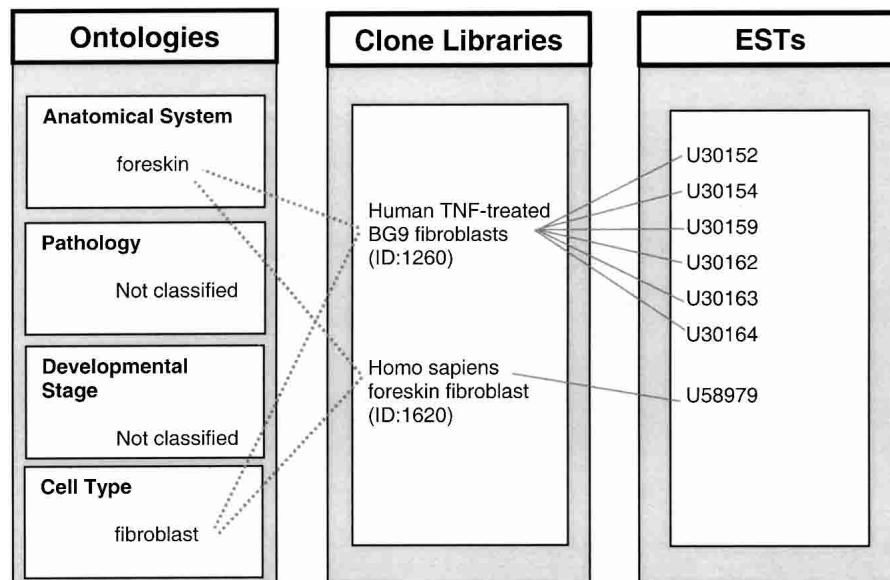 Ontologies
Anatomical System
foreskin
Pathology
Not classified
Developmental
Stage
Not classified
Cell Type
fibroblast
Clone Libraries
Human TNF-treated
BG9 fibroblasts
(ID:1260)
Homo sapiens
foreskin fibroblast
(ID:1620)
ESTs
U30152
U30154
U30159
U30162
U30163
U30164
U58979